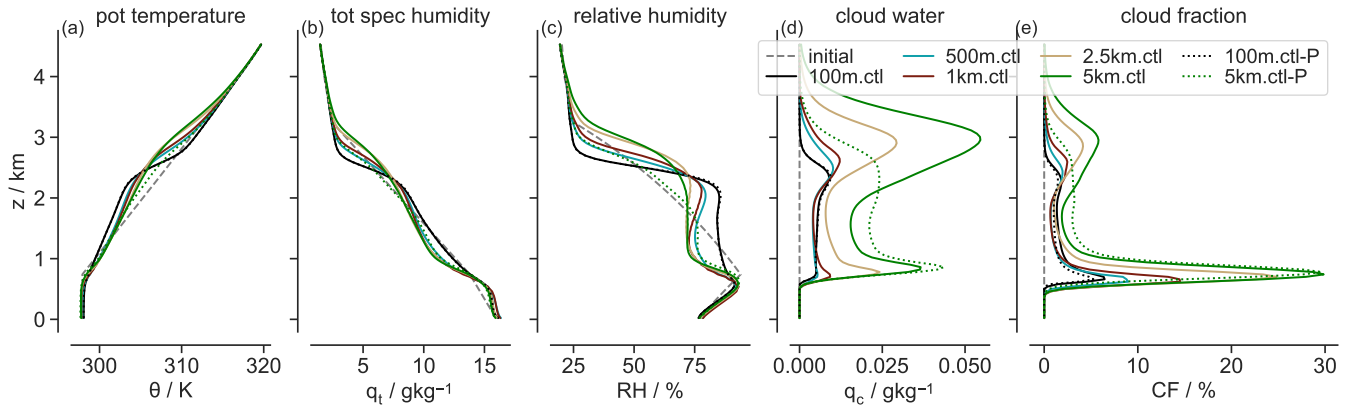 pot temperature
tot spec humidity
relative humidity
cloud water
cloud fraction
(a)
(b)
(c)
(d)
(e)
initial
100m.ctl
500m.ctl
1km.ctl
2.5km.ctl
5km.ctl
100m.ctl-P
5km.ctl-P
z / km
4
3
2
1
0
300 310 320
θ / K
5 10 15
qₜ / gkg⁻¹
25 50 75
RH / %
0.000 0.025 0.050
q_c / gkg⁻¹
0 10 20 30
CF / %